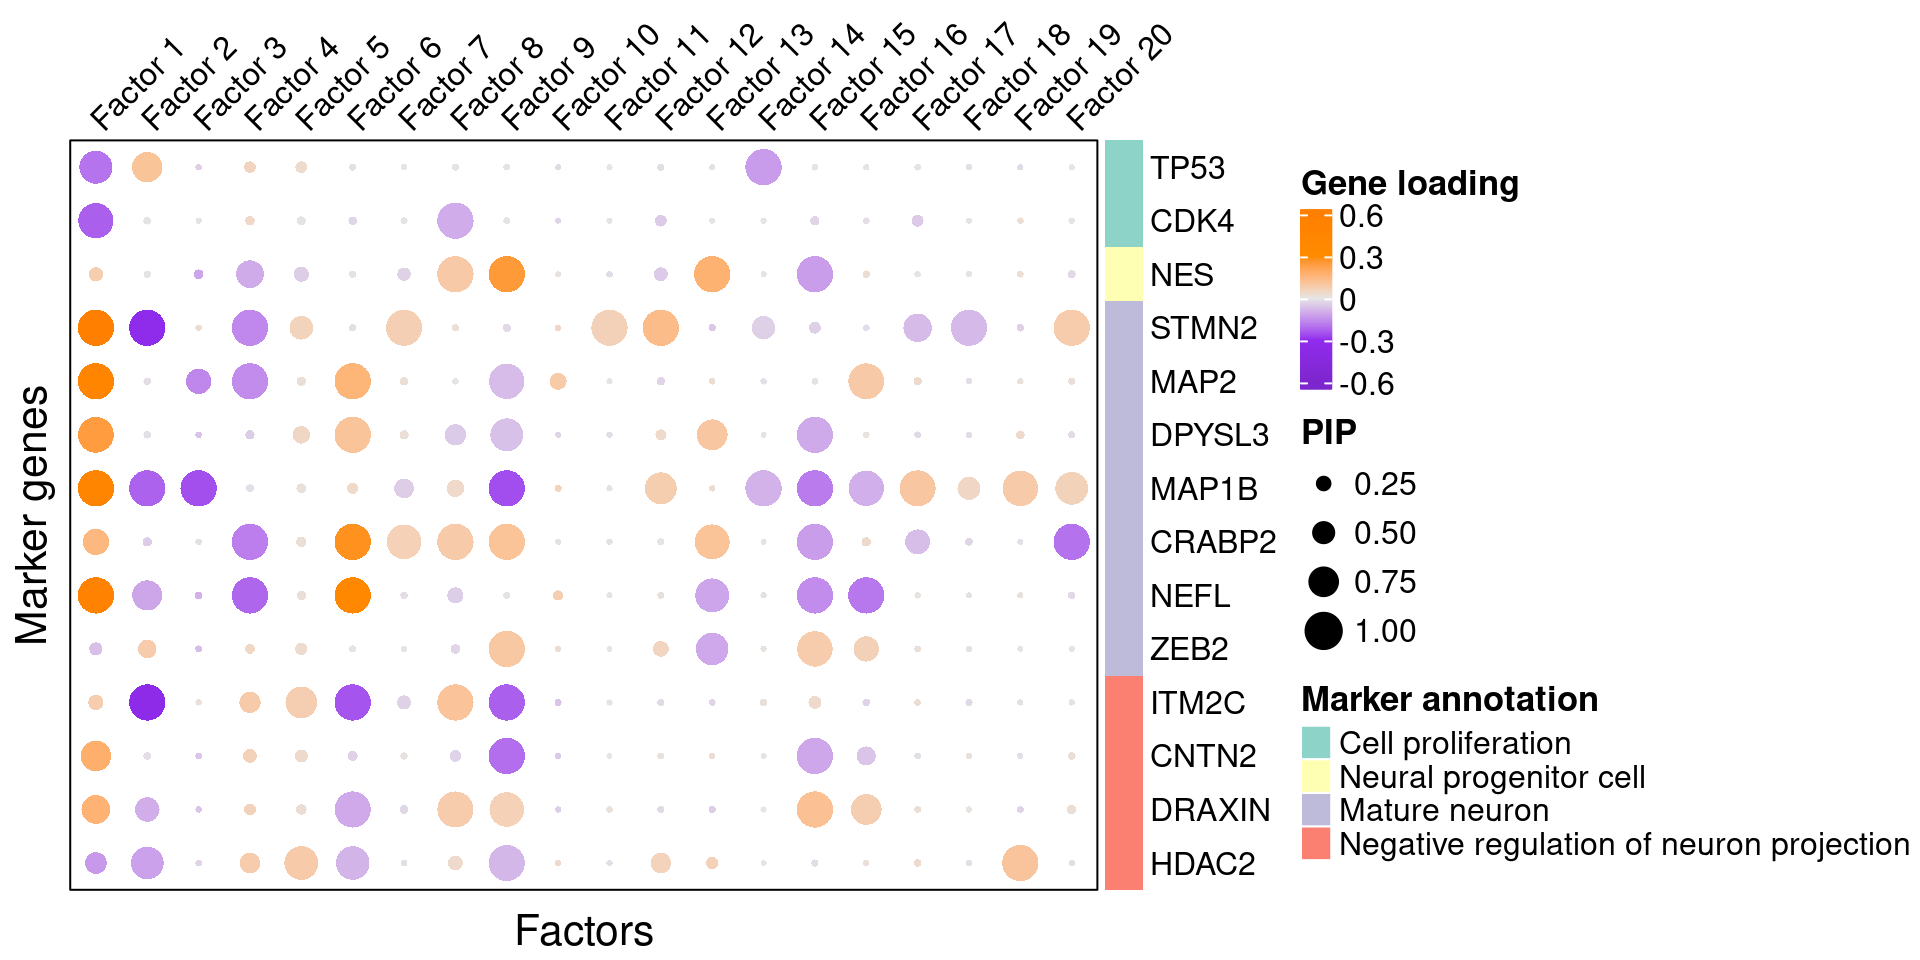 Factor 1
Factor 2
Factor 3
Factor 4
Factor 5
Factor 6
Factor 7
Factor 8
Factor 9
Factor 10
Factor 11
Factor 12
Factor 13
Factor 14
Factor 15
Factor 16
Factor 17
Factor 18
Factor 19
Factor 20
Marker genes
TP53
CDK4
NES
STMN2
MAP2
DPYSL3
MAP1B
CRABP2
NEFL
ZEB2
ITM2C
CNTN2
DRAXIN
HDAC2
Factors
Gene loading
0.6
0.3
0
-0.3
-0.6
PIP
0.25
0.50
0.75
1.00
Marker annotation
Cell proliferation
Neural progenitor cell
Mature neuron
Negative regulation of neuron projection